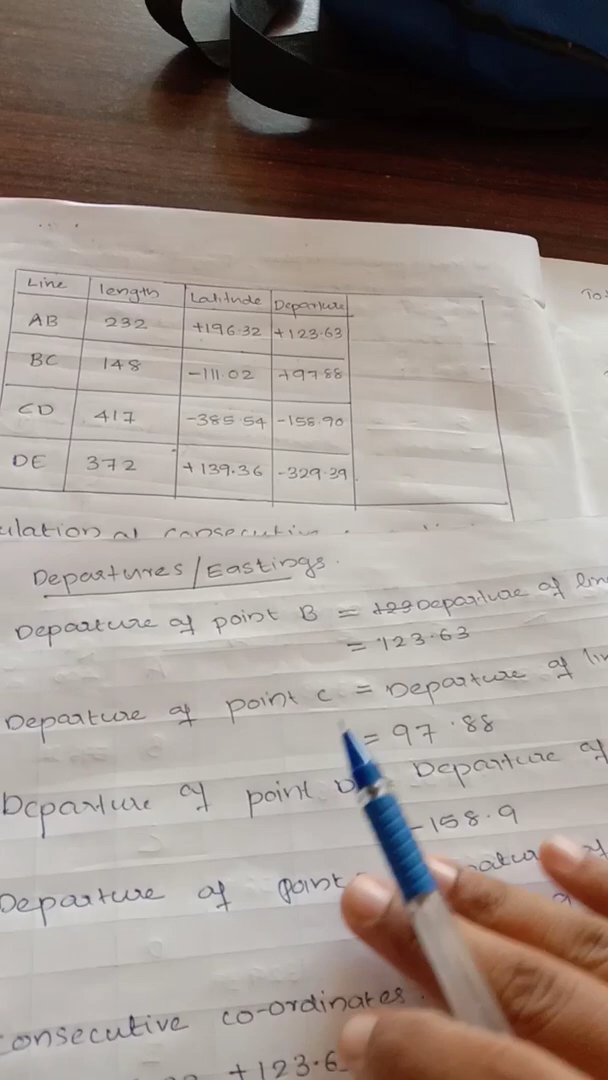 Line length Latitude Departure
AB 232 +196.32 +123.63
BC 148 -111.02 +97.88
CD 417 -385.54 -158.90
DE 372 +139.36 -329.39
Departures/Eastings.
Departure of point B = Departure of line
= 123.63
Departure of point C = Departure of
= 97.88
Departure of point D Departure of
-158.9
Departure of point
consecutive co-ordinates.
+123.6